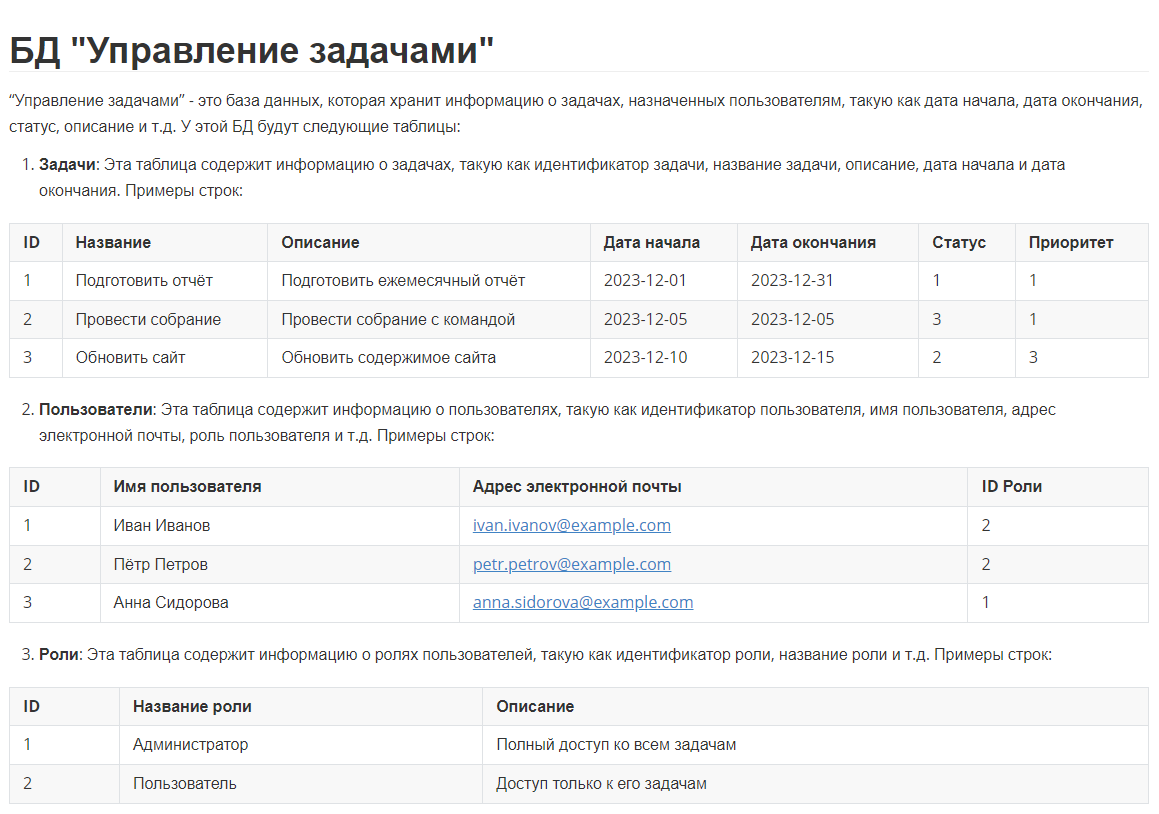 БД "Управление задачами"
“Управление задачами” - это база данных, которая хранит информацию о задачах, назначенных пользователям, такую как дата начала, дата окончания,
статус, описание и т.д. У этой БД будут следующие таблицы:
1. Задачи: Эта таблица содержит информацию о задачах, такую как идентификатор задачи, название задачи, описание, дата начала и дата
окончания. Примеры строк:
ID Название Описание Дата начала Дата окончания Статус Приоритет
1 Подготовить отчёт Подготовить ежемесячный отчёт 2023-12-01 2023-12-31 1 1
2 Провести собрание Провести собрание с командой 2023-12-05 2023-12-05 3 1
3 Обновить сайт Обновить содержимое сайта 2023-12-10 2023-12-15 2 3
2. Пользователи: Эта таблица содержит информацию о пользователях, такую как идентификатор пользователя, имя пользователя, адрес
электронной почты, роль пользователя и т.д. Примеры строк:
ID Имя пользователя Адрес электронной почты ID Роли
1 Иван Иванов ivan.ivanov@example.com 2
2 Пётр Петров petr.petrov@example.com 2
3 Анна Сидорова anna.sidorova@example.com 1
3. Роли: Эта таблица содержит информацию о ролях пользователей, такую как идентификатор роли, название роли и т.д. Примеры строк:
ID Название роли Описание
1 Администратор Полный доступ ко всем задачам
2 Пользователь Доступ только к его задачам